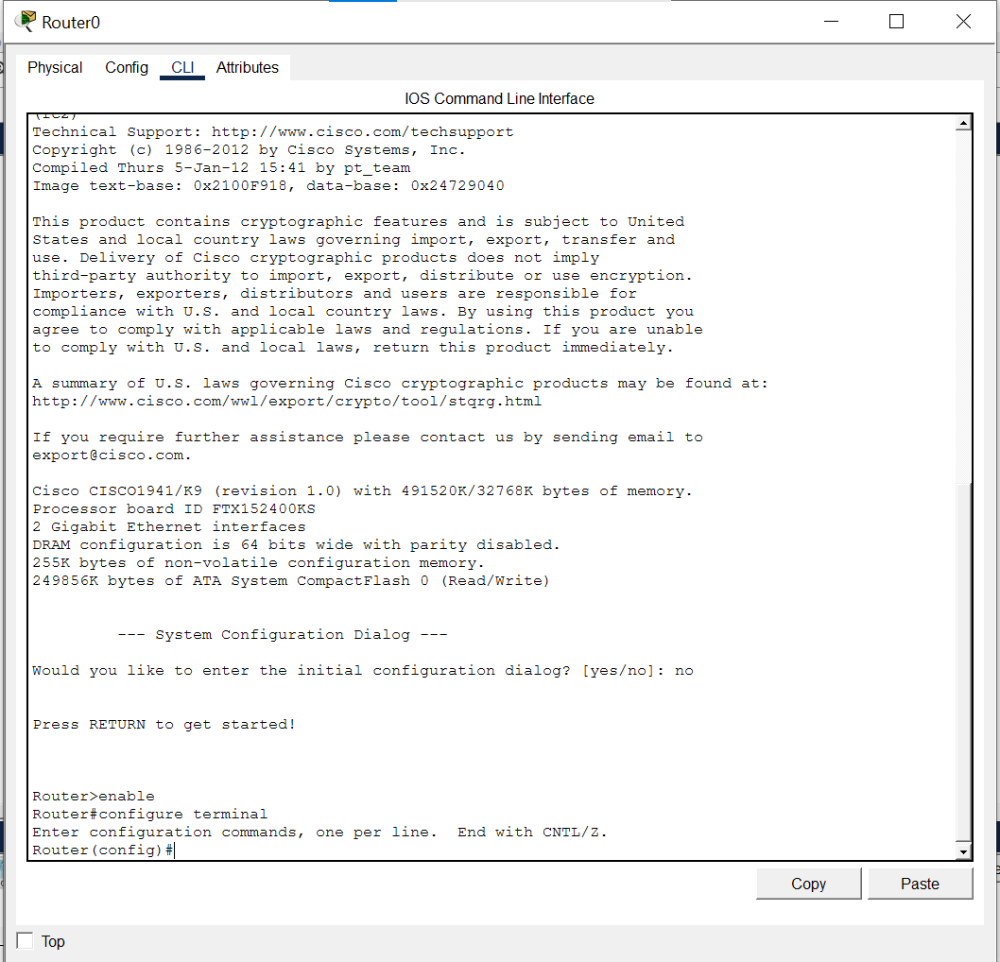 Router0
Physical Config CLI Attributes
IOS Command Line Interface
Technical Support: http://www.cisco.com/techsupport
Copyright (c) 1986-2012 by Cisco Systems, Inc.
Compiled Thurs 5-Jan-12 15:41 by pt_team
Image text-base: 0x2100F918, data-base: 0x24729040
This product contains cryptographic features and is subject to United
States and local country laws governing import, export, transfer and
use. Delivery of Cisco cryptographic products does not imply
third-party authority to import, export, distribute or use encryption.
Importers, exporters, distributors and users are responsible for
compliance with U.S. and local country laws. By using this product you
agree to comply with applicable laws and regulations. If you are unable
to comply with U.S. and local laws, return this product immediately.
A summary of U.S. laws governing Cisco cryptographic products may be found at:
http://www.cisco.com/wwl/export/crypto/tool/stqrg.html
If you require further assistance please contact us by sending email to
export@cisco.com.
Cisco CISCO1941/K9 (revision 1.0) with 491520K/32768K bytes of memory.
Processor board ID FTX152400KS
2 Gigabit Ethernet interfaces
DRAM configuration is 64 bits wide with parity disabled.
255K bytes of non-volatile configuration memory.
249856K bytes of ATA System CompactFlash 0 (Read/Write)
--- System Configuration Dialog ---
Would you like to enter the initial configuration dialog? [yes/no]: no
Press RETURN to get started!
Router>enable
Router#configure terminal
Enter configuration commands, one per line.  End with CNTL/Z.
Router(config)#
Copy Paste
Top